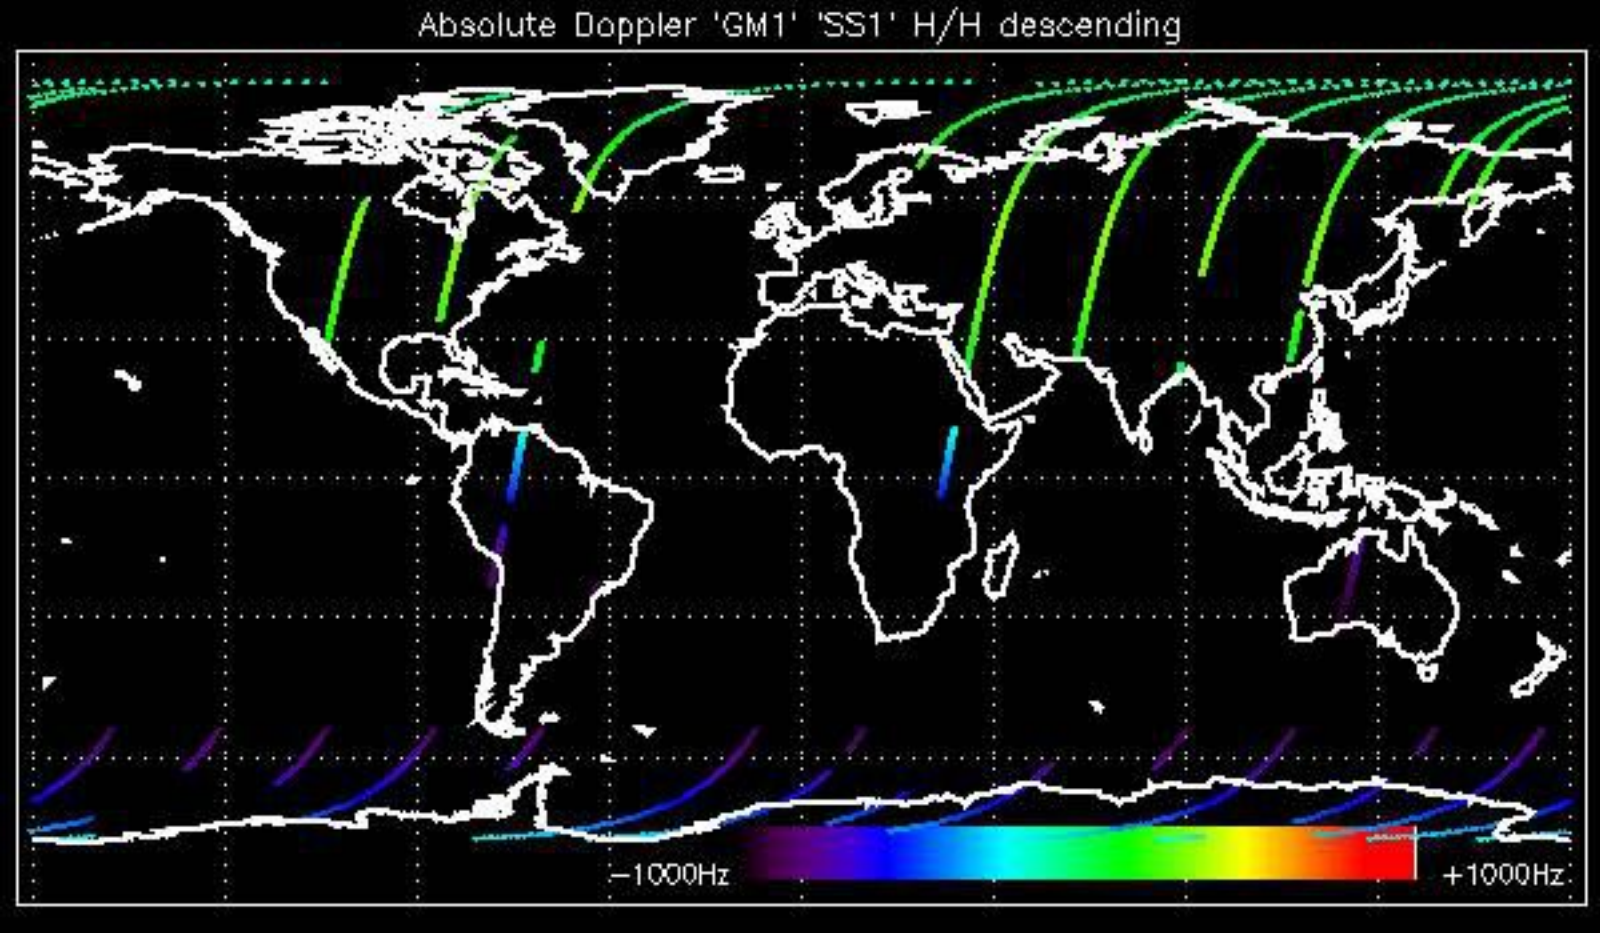 Absolute Doppler 'GM1' 'SS1' H/H descending
−1000Hz
+1000Hz